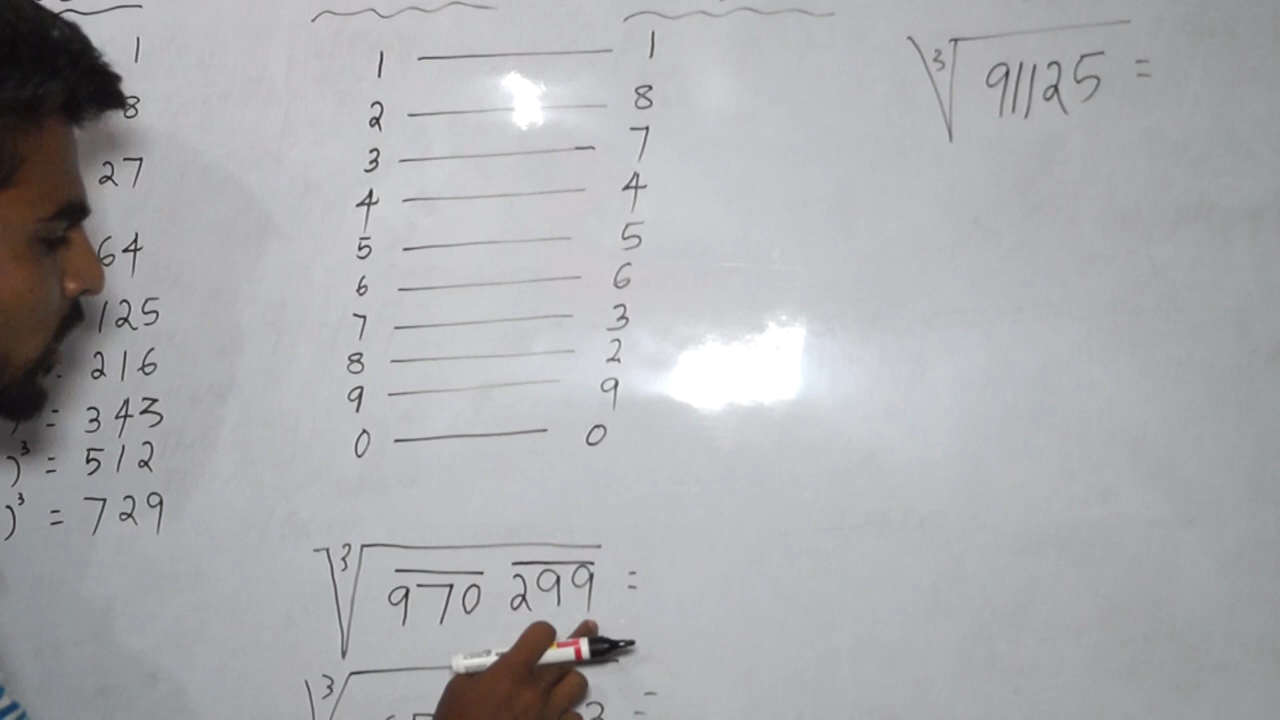 1
8
27
64
125
216
= 343
)³ = 512
)³ = 729
1 — 1
2 — 8
3 — 7
4 — 4
5 — 5
6 — 6
7 — 3
8 — 2
9 — 9
0 — 0
∛970 299 =
∛91125 =